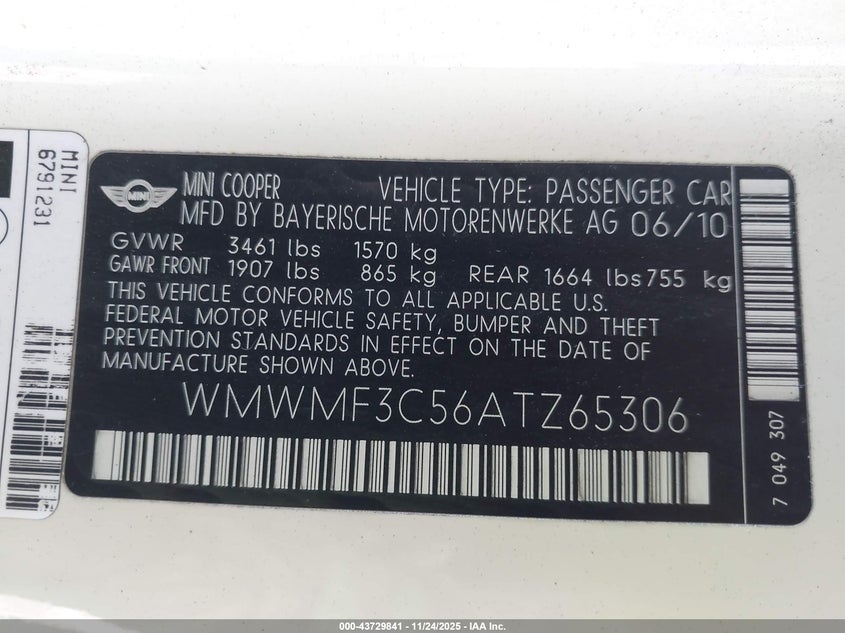 MINI
6791231
MINI
MINI COOPER VEHICLE TYPE: PASSENGER CAR
MFD BY BAYERISCHE MOTORENWERKE AG 06/10
GVWR 3461 lbs 1570 kg
GAWR FRONT 1907 lbs 865 kg REAR 1664 lbs 755 kg
THIS VEHICLE CONFORMS TO ALL APPLICABLE U.S.
FEDERAL MOTOR VEHICLE SAFETY, BUMPER AND THEFT
PREVENTION STANDARDS IN EFFECT ON THE DATE OF
MANUFACTURE SHOWN ABOVE.
WMWMF3C56ATZ65306
7 049 307
000-43729841 - 11/24/2025 - IAA Inc.